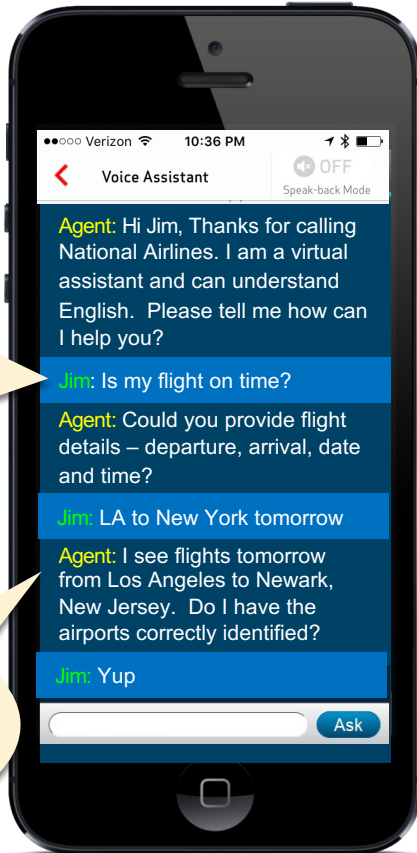 ●●○○○ Verizon 10:36 PM
Voice Assistant
OFF
Speak-back Mode
Agent: Hi Jim, Thanks for calling
National Airlines. I am a virtual
assistant and can understand
English. Please tell me how can
I help you?
Jim: Is my flight on time?
Agent: Could you provide flight
details – departure, arrival, date
and time?
Jim: LA to New York tomorrow
Agent: I see flights tomorrow
from Los Angeles to Newark,
New Jersey. Do I have the
airports correctly identified?
Jim: Yup
Ask